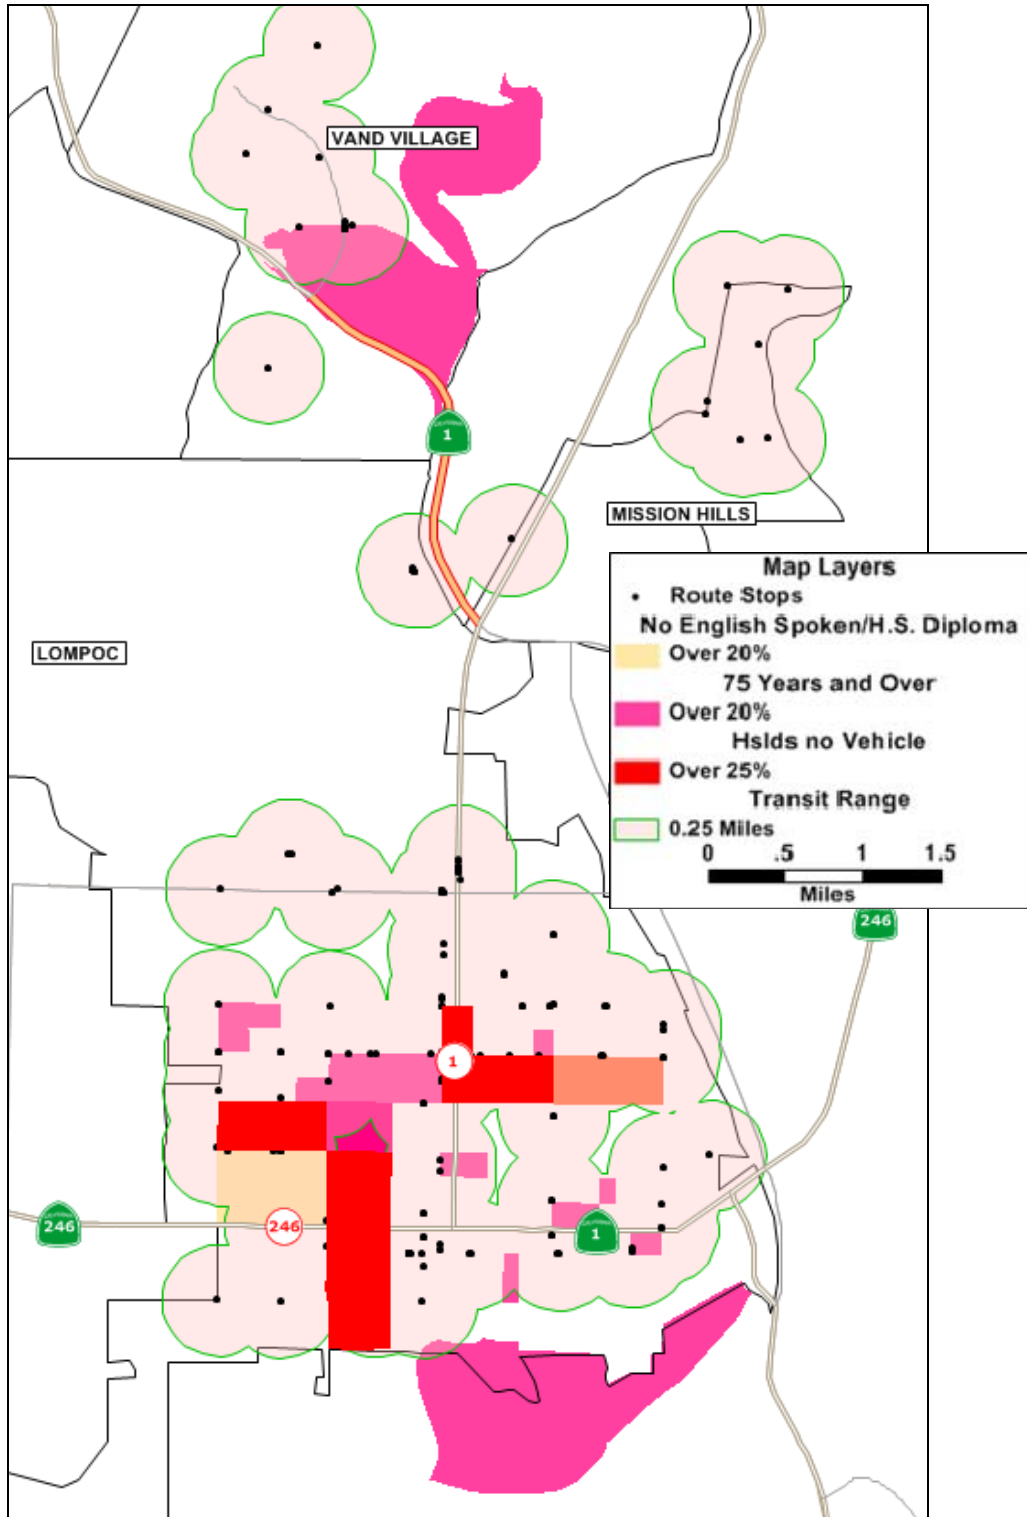 VAND VILLAGE
1
MISSION HILLS
LOMPOC
Map Layers
Route Stops
No English Spoken/H.S. Diploma
Over 20%
75 Years and Over
Over 20%
Hslds no Vehicle
Over 25%
Transit Range
0.25 Miles
0 .5 1 1.5
Miles
246
1
246
246
1